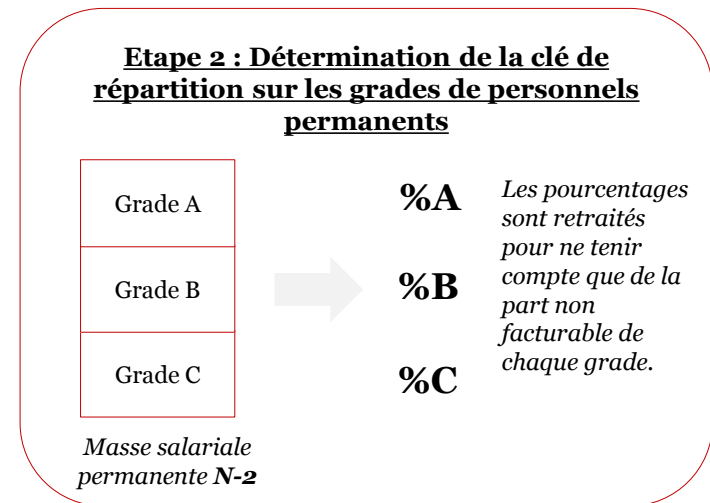 Etape 2 : Détermination de la clé de
répartition sur les grades de personnels
permanents
Grade A
%A
Grade B
%B
Grade C
%C
Les pourcentages
sont retraités
pour ne tenir
compte que de la
part non
facturable de
chaque grade.
Masse salariale
permanente N-2